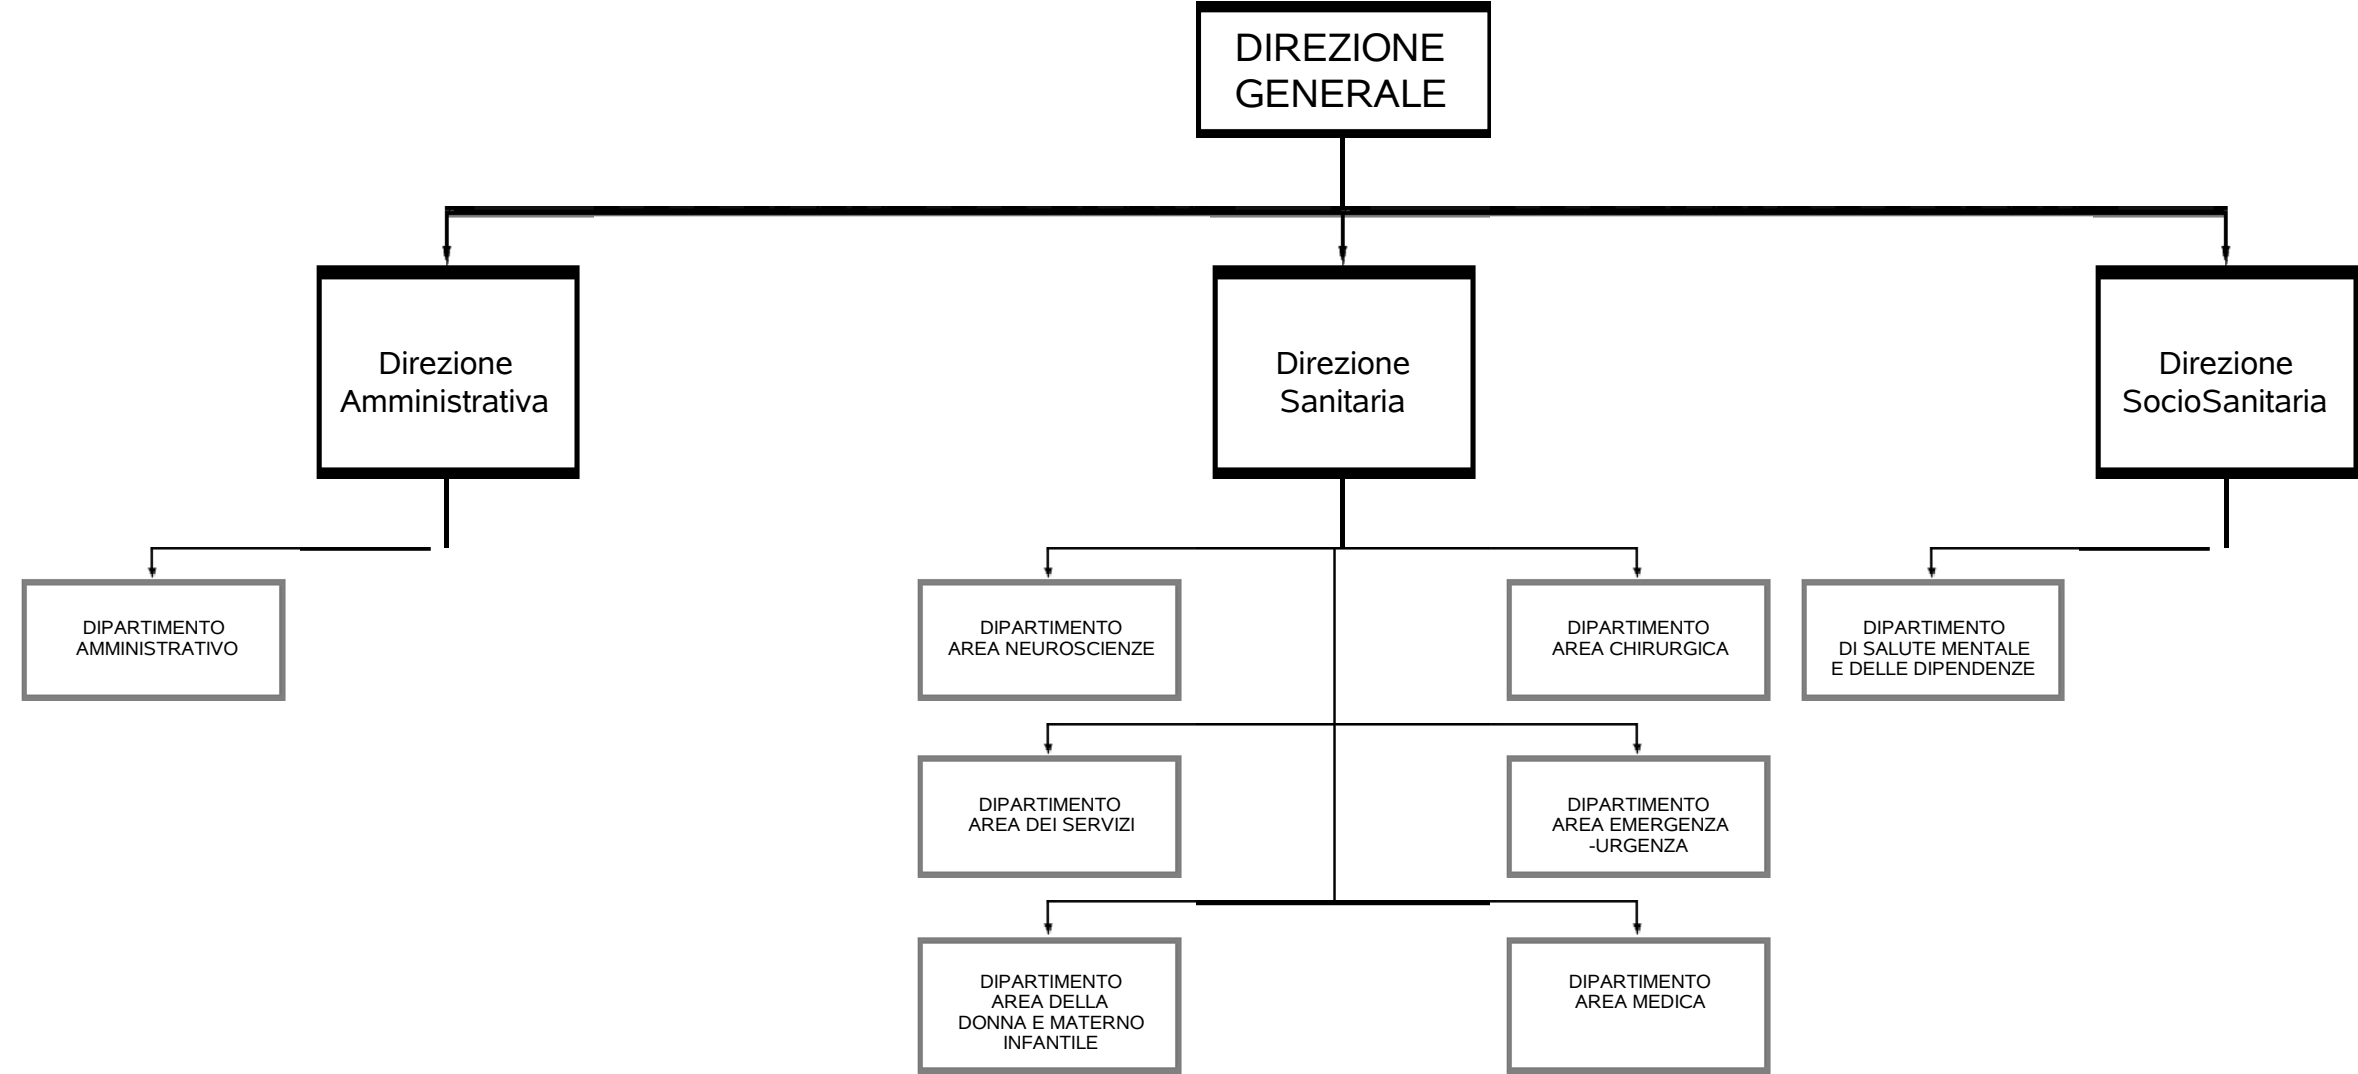 DIREZIONE
GENERALE
Direzione
Amministrativa
Direzione
Sanitaria
Direzione
SocioSanitaria
DIPARTIMENTO
AMMINISTRATIVO
DIPARTIMENTO
AREA NEUROSCIENZE
DIPARTIMENTO
AREA CHIRURGICA
DIPARTIMENTO
DI SALUTE MENTALE
E DELLE DIPENDENZE
DIPARTIMENTO
AREA DEI SERVIZI
DIPARTIMENTO
AREA EMERGENZA
-URGENZA
DIPARTIMENTO
AREA DELLA
DONNA E MATERNO
INFANTILE
DIPARTIMENTO
AREA MEDICA